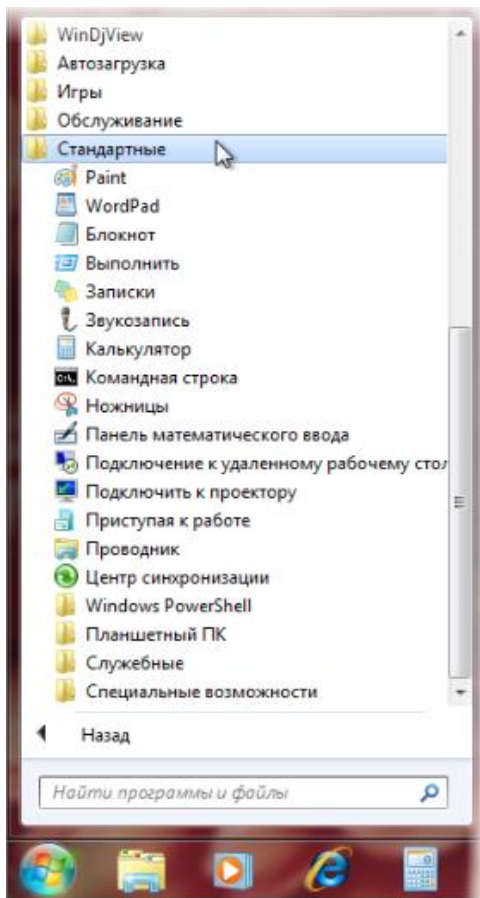 WinDjView
Автозагрузка
Игры
Обслуживание
Стандартные
Paint
WordPad
Блокнот
Выполнить
Записки
Звукозапись
Калькулятор
Командная строка
Ножницы
Панель математического ввода
Подключение к удаленному рабочему стол
Подключить к проектору
Приступая к работе
Проводник
Центр синхронизации
Windows PowerShell
Планшетный ПК
Служебные
Специальные возможности
Назад
Найти программы и файлы